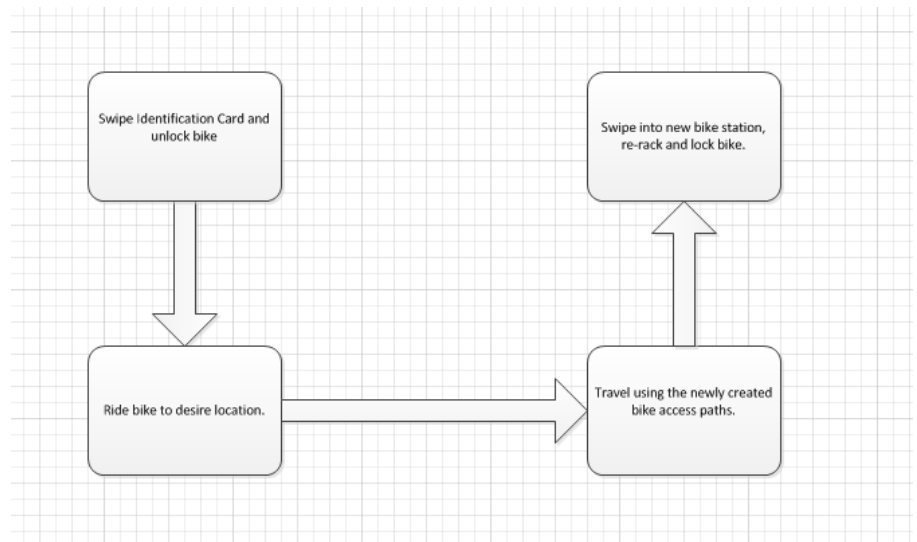 Swipe Identification Card and
unlock bike
Ride bike to desire location.
Travel using the newly created
bike access paths.
Swipe into new bike station,
re-rack and lock bike.